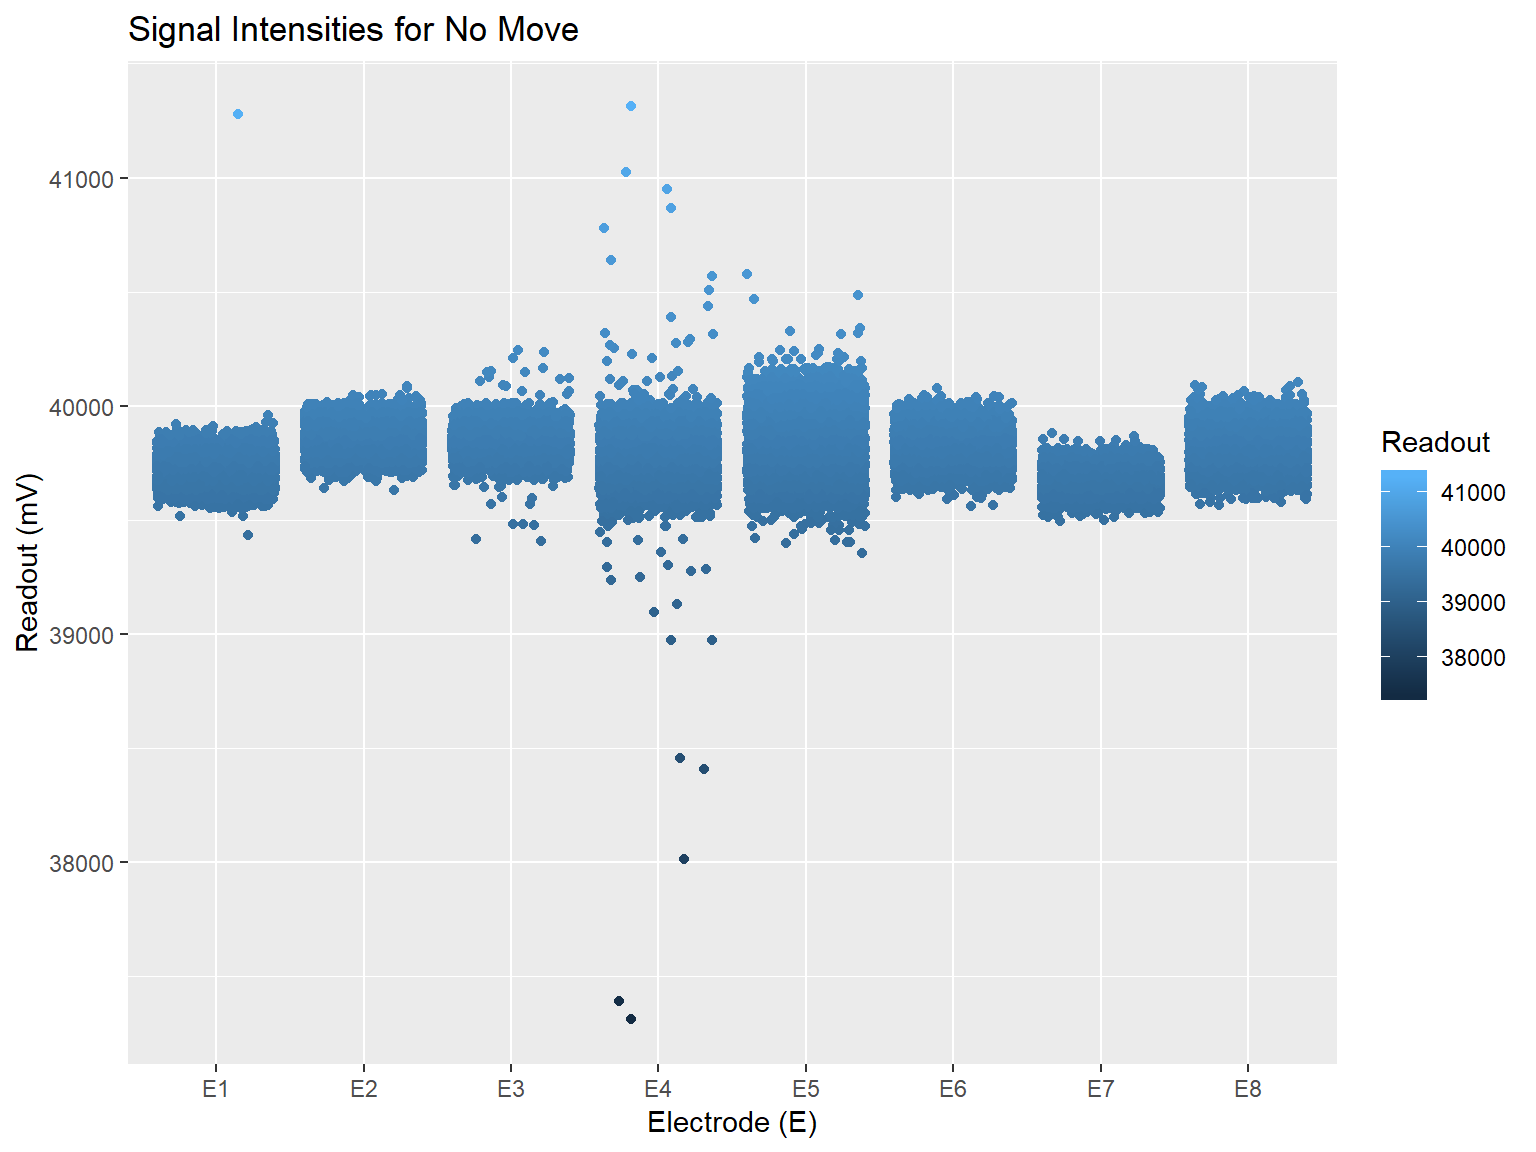 Signal Intensities for No Move
Readout (mV)
41000
40000
39000
38000
E1 E2 E3 E4 E5 E6 E7 E8
Electrode (E)
Readout
41000
40000
39000
38000